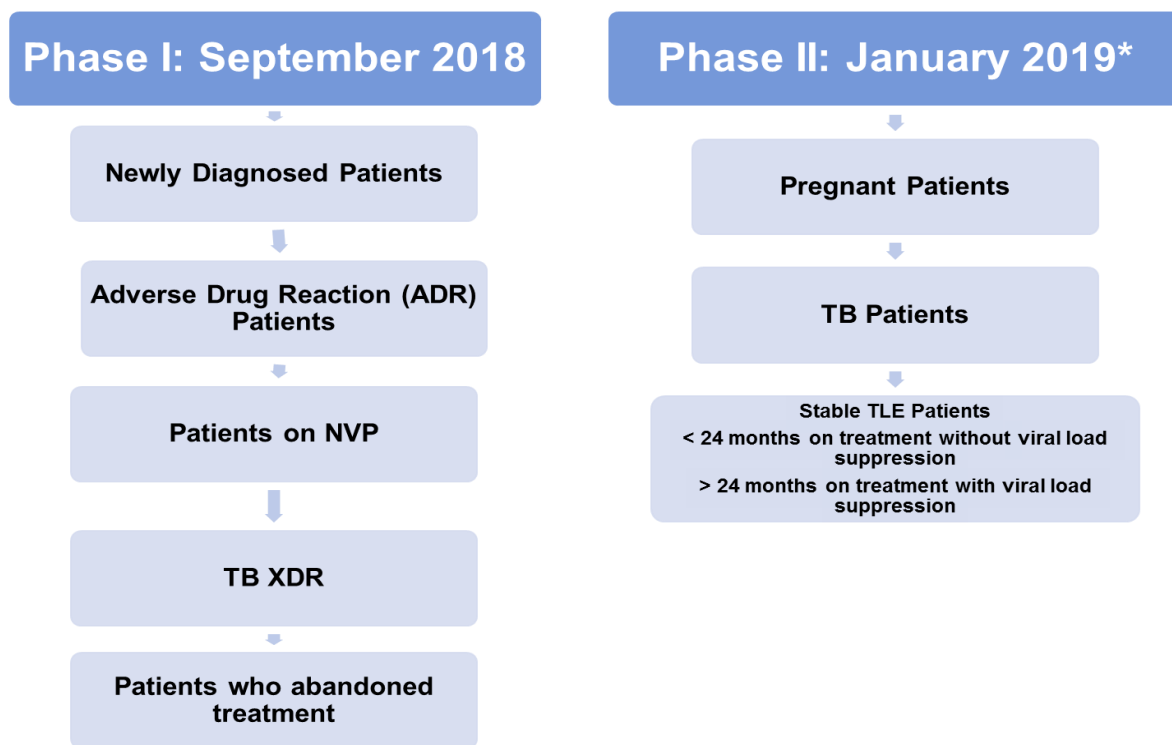 Phase I: September 2018
Newly Diagnosed Patients
Adverse Drug Reaction (ADR)
Patients
Patients on NVP
TB XDR
Patients who abandoned
treatment
Phase II: January 2019*
Pregnant Patients
TB Patients
Stable TLE Patients
< 24 months on treatment without viral load
suppression
> 24 months on treatment with viral load
suppression